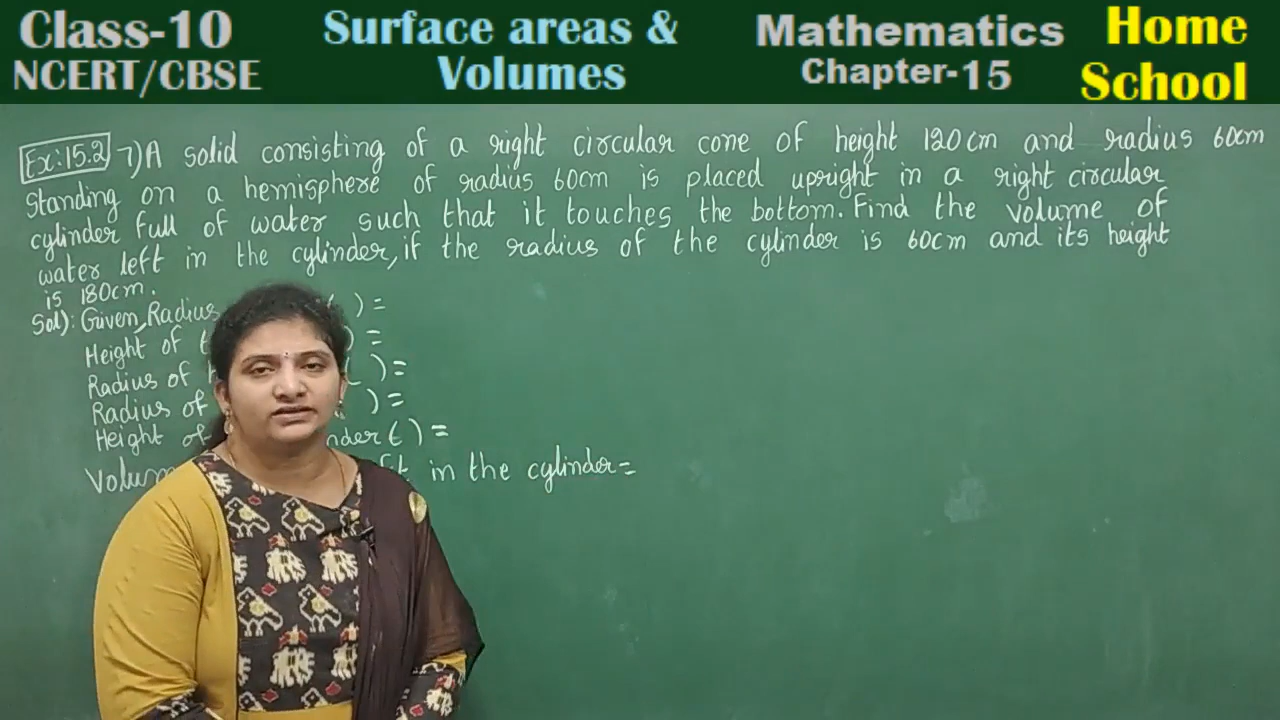 Class-10
NCERT/CBSE
Surface areas &
Volumes
Mathematics
Chapter-15
Home
School
Ex:15.2 7) A solid consisting of a right circular cone of height 120cm and radius 60cm
Standing on a hemisphere of radius 60cm is placed upright in a right circular
cylinder full of water such that it touches the bottom. Find the volume of
water left in the cylinder, if the radius of the cylinder is 60cm and its height
is 180cm.
Sol): Given, Radius ) =
Height of ) =
Radius of ) =
Radius of ) =
Height of nder( ) =
Volum in the cylinder=